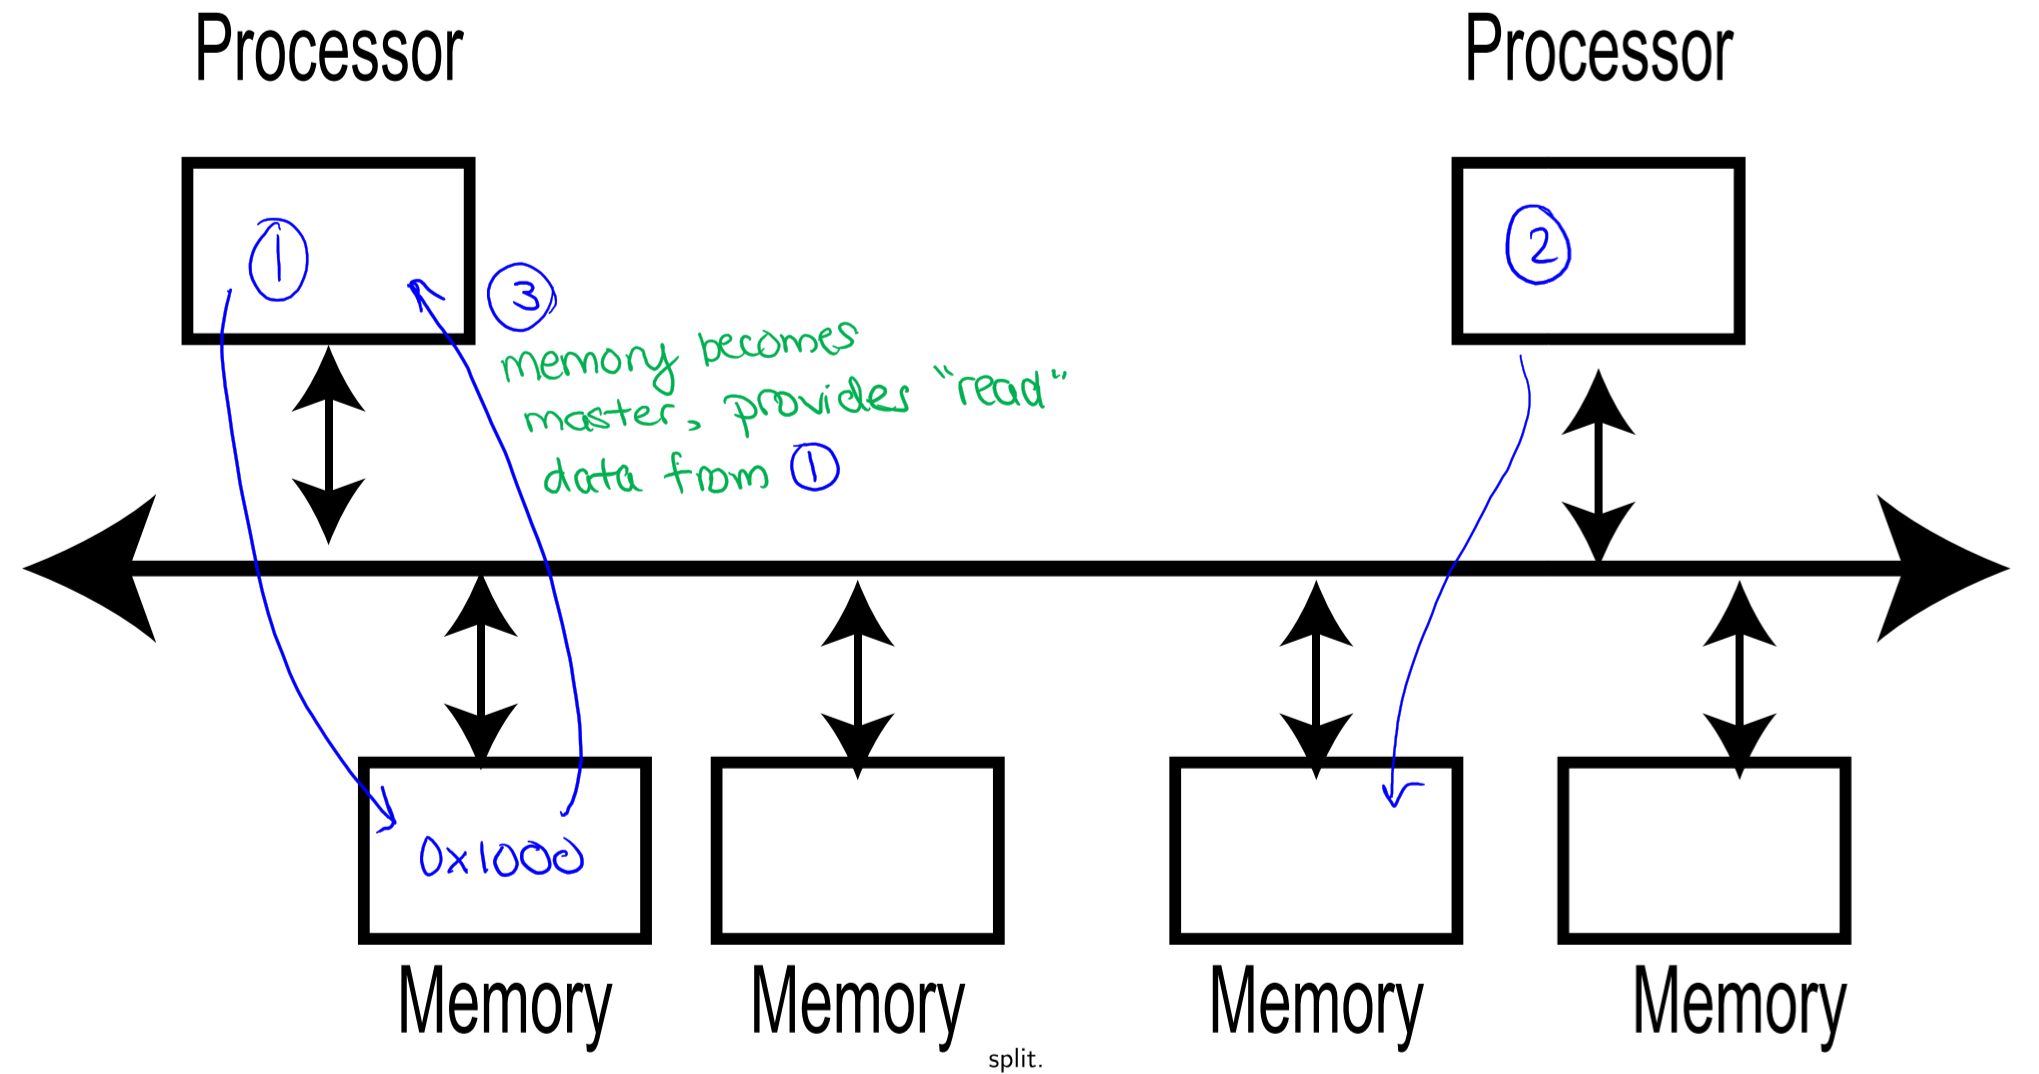 Processor
Processor
①
②
③
memory becomes
master, provides "read"
data from ①
0x1000
Memory
Memory
Memory
Memory
split.